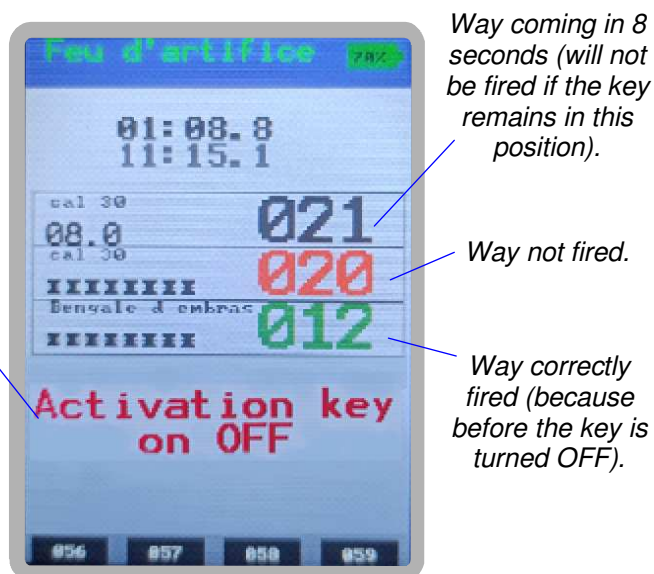 Feu d'artifice 78%
01:08.8
11:15.1
cal 30
08.0
021
cal 30
IIIIIIII
020
Bengale d embras
IIIIIIII
012
Activation key
on OFF
056 057 058 059
Way coming in 8
seconds (will not
be fired if the key
remains in this
position).
Way not fired.
Way correctly
fired (because
before the key is
turned OFF).